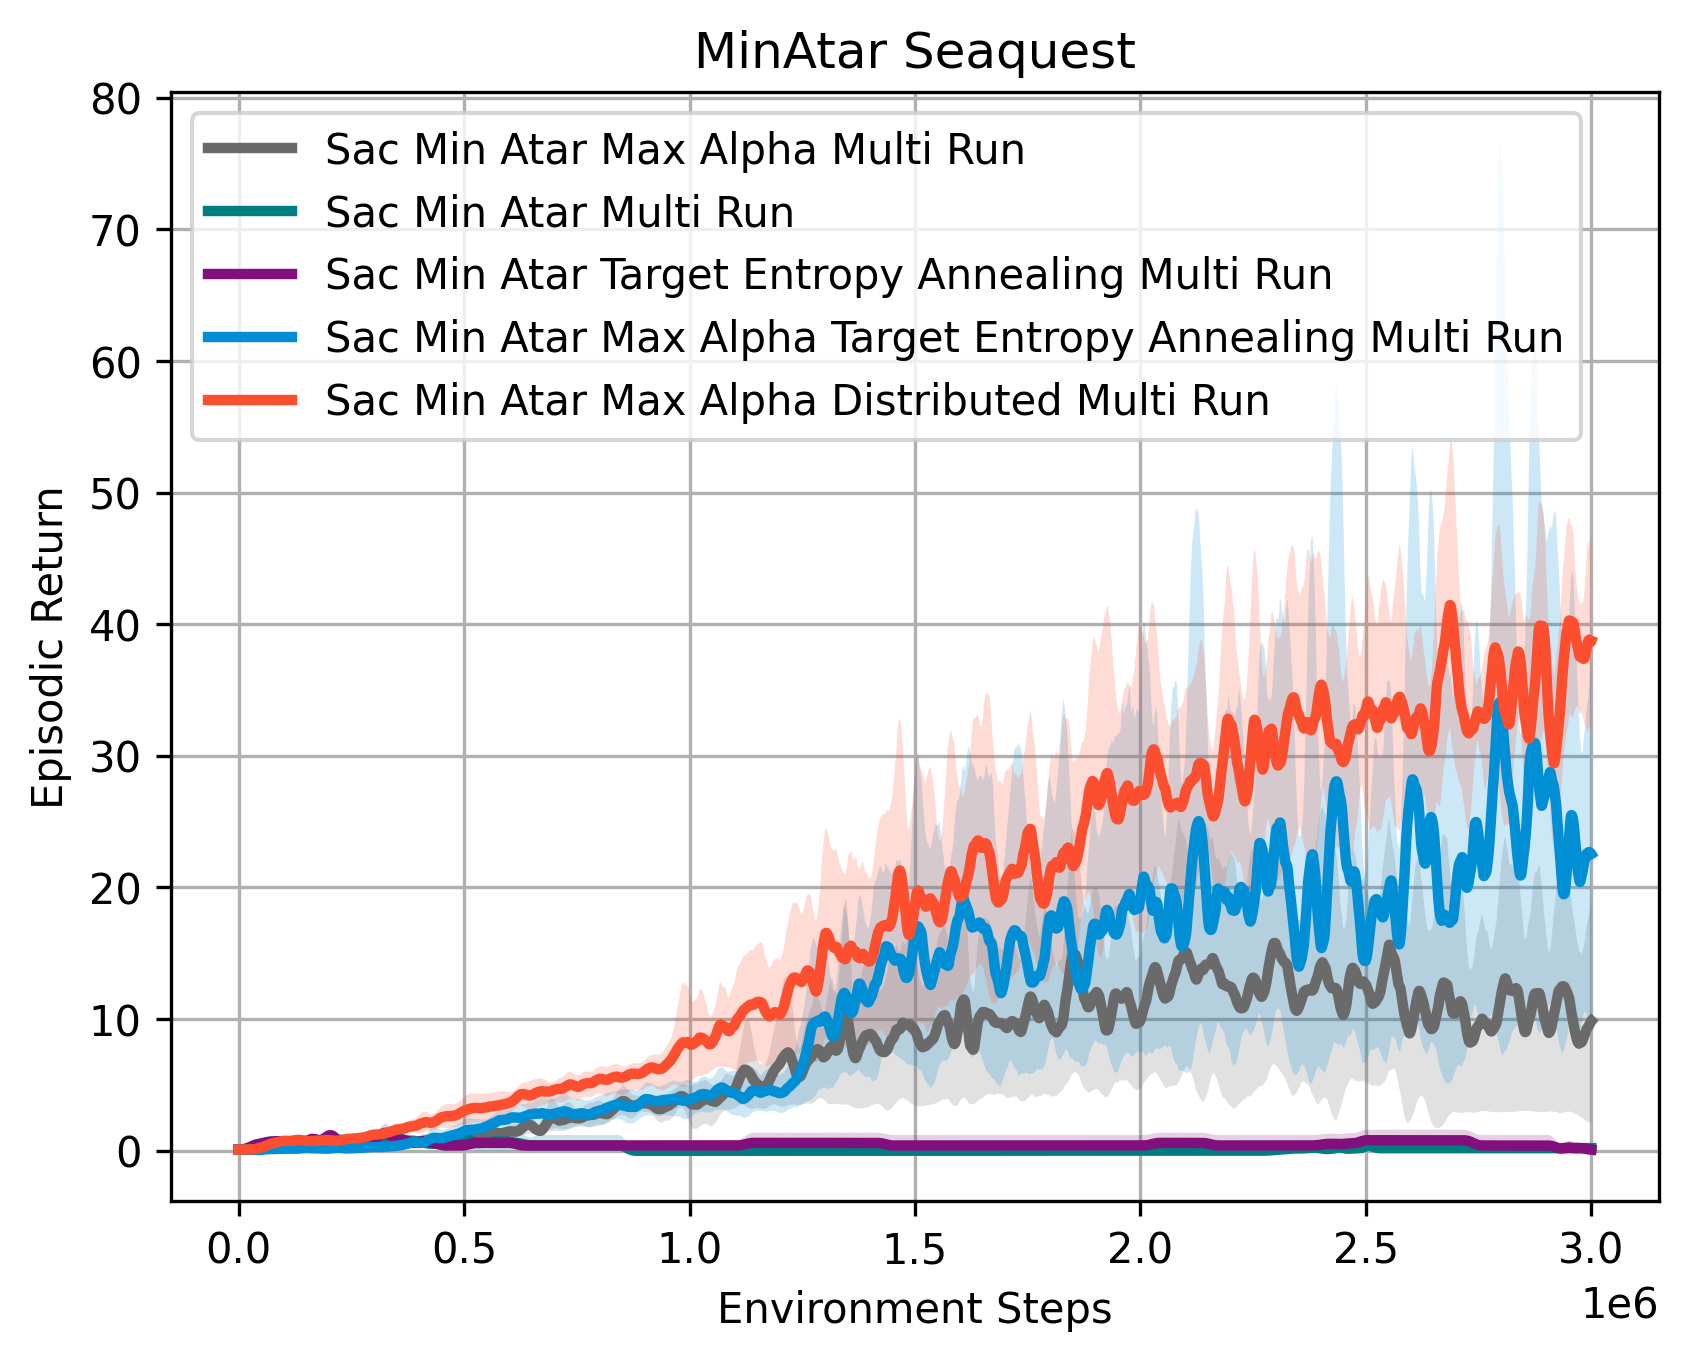 MinAtar Seaquest
80
70
60
50
40
30
20
10
0
Episodic Return
Sac Min Atar Max Alpha Multi Run
Sac Min Atar Multi Run
Sac Min Atar Target Entropy Annealing Multi Run
Sac Min Atar Max Alpha Target Entropy Annealing Multi Run
Sac Min Atar Max Alpha Distributed Multi Run
0.0 0.5 1.0 1.5 2.0 2.5 3.0
1e6
Environment Steps